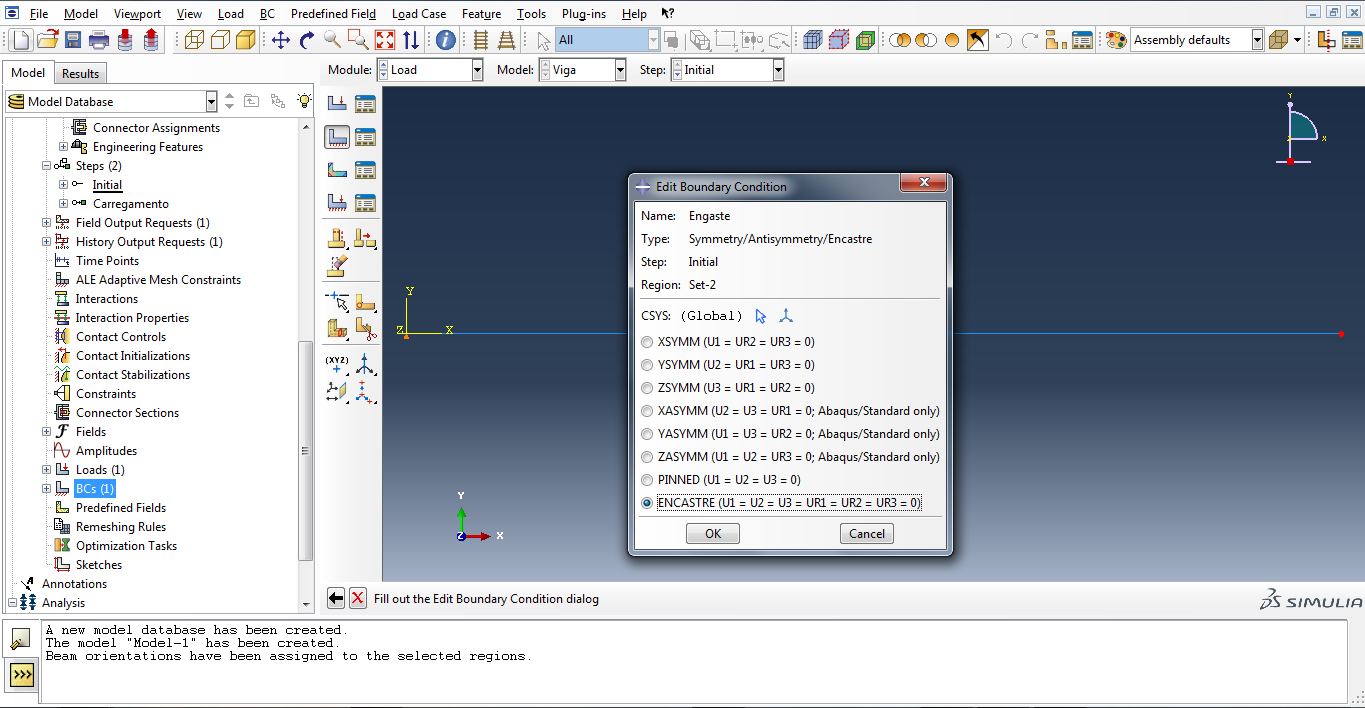 File Model Viewport View Load BC Predefined Field Load Case Feature Tools Plug-ins Help ?
All Assembly defaults
Model Results Module: Load Model: Viga Step: Initial
Model Database
Connector Assignments
Engineering Features
Steps (2)
Initial
Carregamento
Field Output Requests (1)
History Output Requests (1)
Time Points
ALE Adaptive Mesh Constraints
Interactions
Interaction Properties
Contact Controls
Contact Initializations
Contact Stabilizations
Constraints
Connector Sections
Fields
Amplitudes
Loads (1)
BCs (1)
Predefined Fields
Remeshing Rules
Optimization Tasks
Sketches
Annotations
Analysis
(XYZ)
Y
X
Z
Y
X
Z
Y
X
Z
Edit Boundary Condition
Name: Engaste
Type: Symmetry/Antisymmetry/Encastre
Step: Initial
Region: Set-2
CSYS: (Global)
XSYMM (U1 = UR2 = UR3 = 0)
YSYMM (U2 = UR1 = UR3 = 0)
ZSYMM (U3 = UR1 = UR2 = 0)
XASYMM (U2 = U3 = UR1 = 0; Abaqus/Standard only)
YASYMM (U1 = U3 = UR2 = 0; Abaqus/Standard only)
ZASYMM (U1 = U2 = UR3 = 0; Abaqus/Standard only)
PINNED (U1 = U2 = U3 = 0)
ENCASTRE (U1 = U2 = U3 = UR1 = UR2 = UR3 = 0)
OK Cancel
Fill out the Edit Boundary Condition dialog
SIMULIA
A new model database has been created.
The model "Model-1" has been created.
Beam orientations have been assigned to the selected regions.
>>>